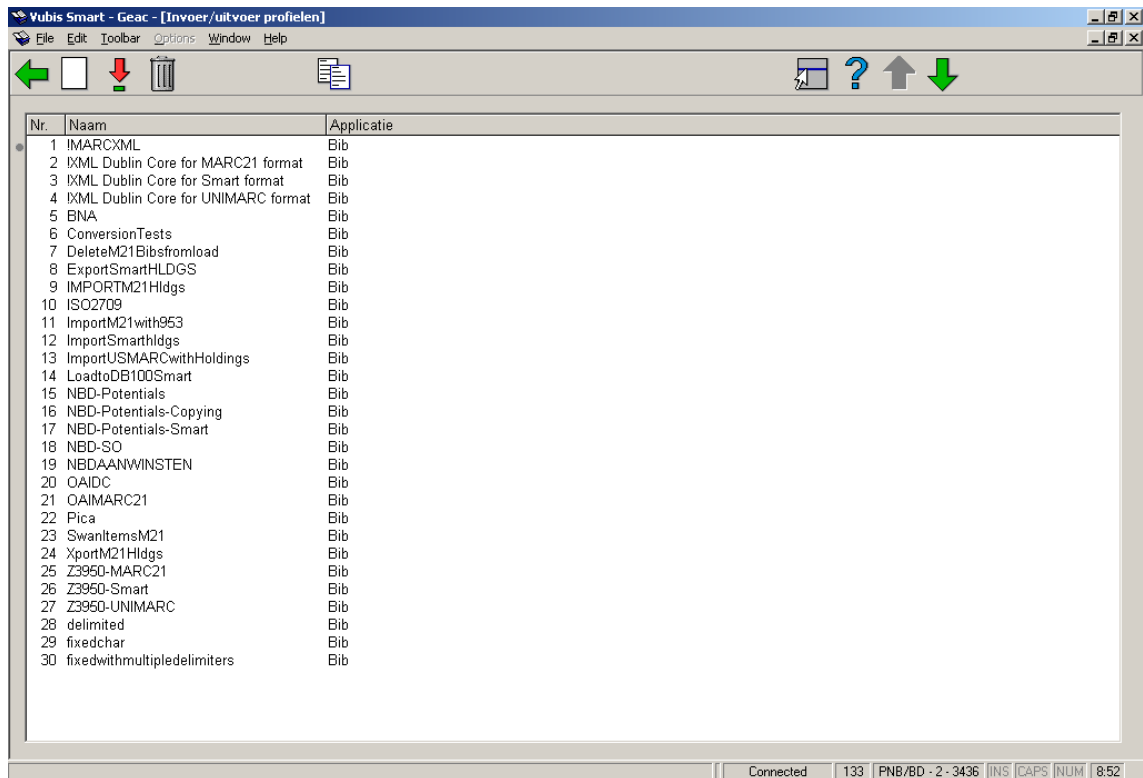 Vubis Smart - Geac - [Invoer/uitvoer profielen]
File Edit Toolbar Options Window Help
Nr. Naam Applicatie
1 !MARCXML Bib
2 !XML Dublin Core for MARC21 format Bib
3 !XML Dublin Core for Smart format Bib
4 !XML Dublin Core for UNIMARC format Bib
5 BNA Bib
6 ConversionTests Bib
7 DeleteM21Bibsfromload Bib
8 ExportSmartHLDGS Bib
9 IMPORTM21Hldgs Bib
10 ISO2709 Bib
11 ImportM21with953 Bib
12 ImportSmarthldgs Bib
13 ImportUSMARCwithHoldings Bib
14 LoadtoDB100Smart Bib
15 NBD-Potentials Bib
16 NBD-Potentials-Copying Bib
17 NBD-Potentials-Smart Bib
18 NBD-SO Bib
19 NBDAANWINSTEN Bib
20 OAIDC Bib
21 OAIMARC21 Bib
22 Pica Bib
23 SwanItemsM21 Bib
24 XportM21Hldgs Bib
25 Z3950-MARC21 Bib
26 Z3950-Smart Bib
27 Z3950-UNIMARC Bib
28 delimited Bib
29 fixedchar Bib
30 fixedwithmultipledelimiters Bib
Connected 133 PNB/BD - 2 - 3436 INS CAPS NUM 8:52